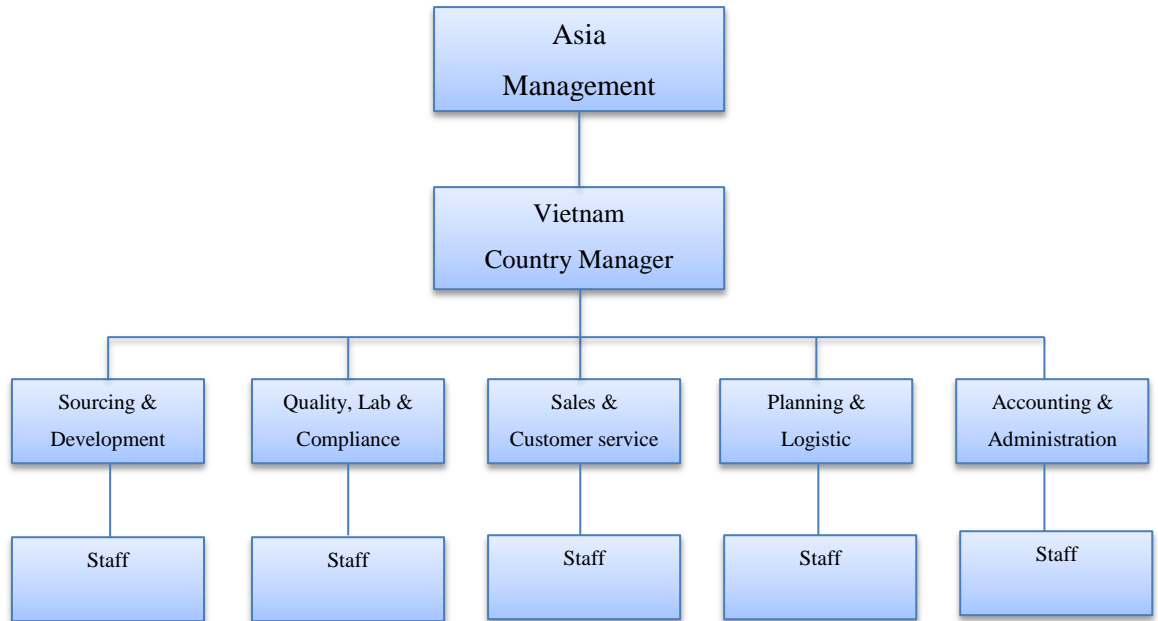 Asia
Management
Vietnam
Country Manager
Sourcing &
Development
Quality, Lab &
Compliance
Sales &
Customer service
Planning &
Logistic
Accounting &
Administration
Staff
Staff
Staff
Staff
Staff